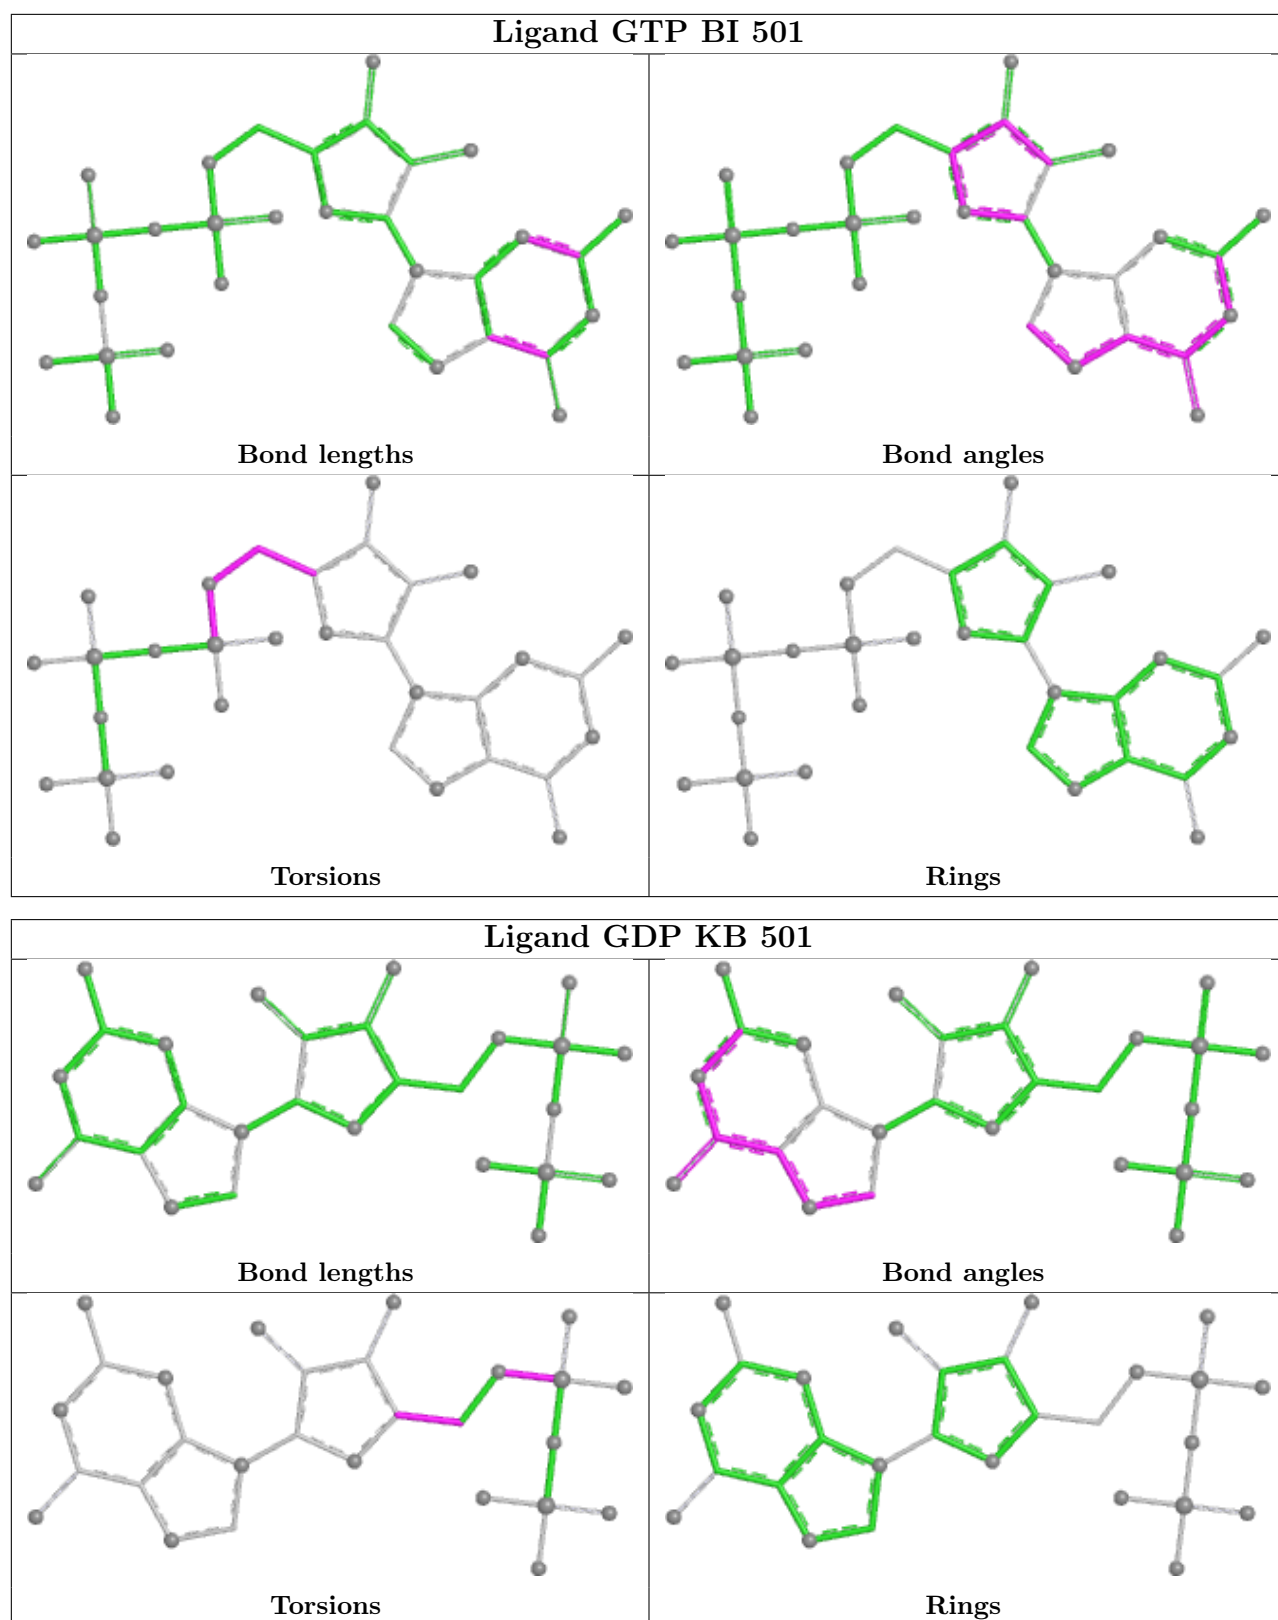 Ligand GTP BI 501
Bond lengths
Bond angles
Torsions
Rings
Ligand GDP KB 501
Bond lengths
Bond angles
Torsions
Rings